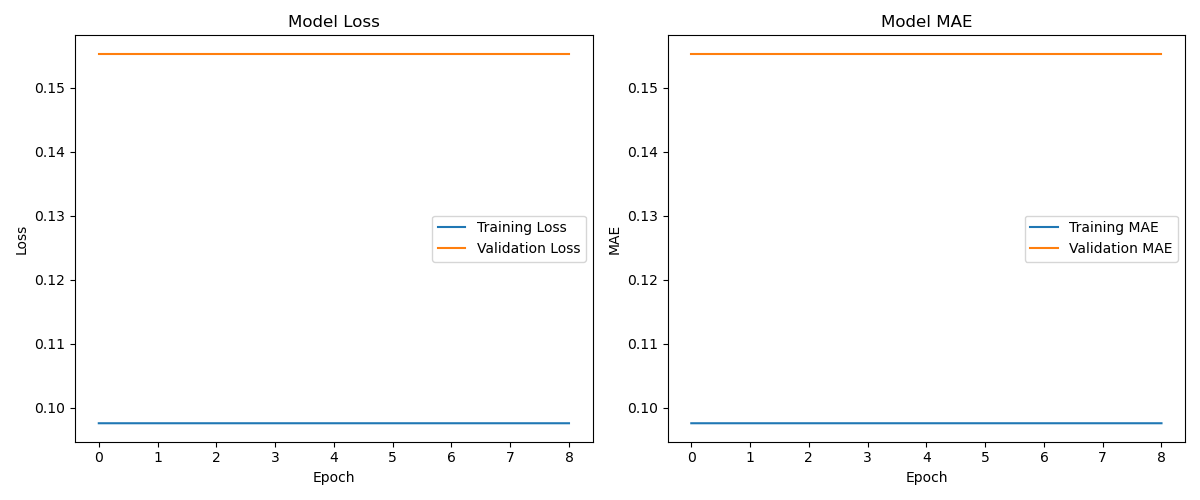 Model Loss
Loss
0.15
0.14
0.13
0.12
0.11
0.10
Training Loss
Validation Loss
0 1 2 3 4 5 6 7 8
Epoch
Model MAE
MAE
0.15
0.14
0.13
0.12
0.11
0.10
Training MAE
Validation MAE
0 1 2 3 4 5 6 7 8
Epoch